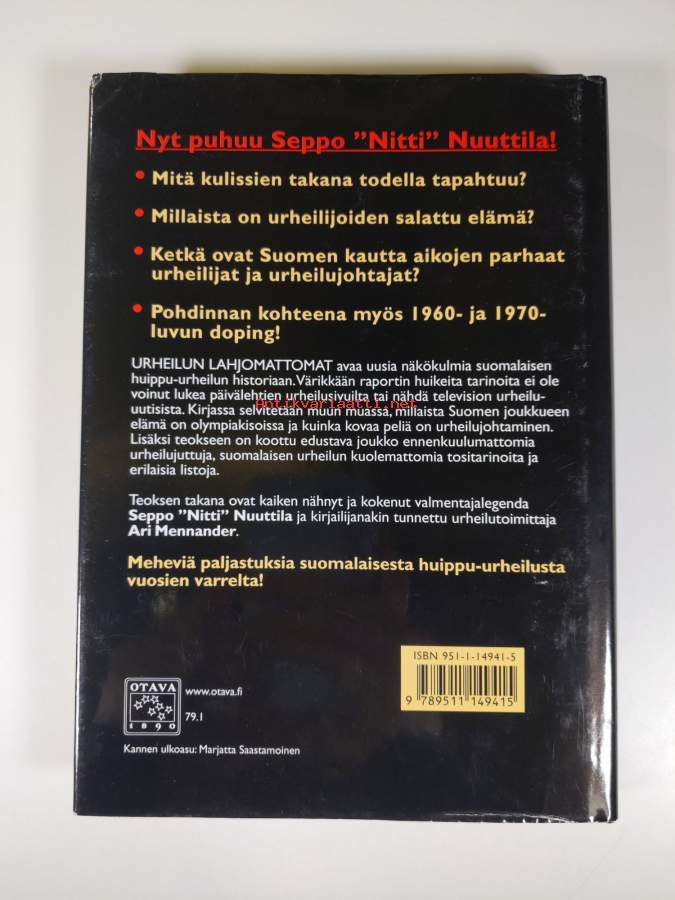 Nyt puhuu Seppo ”Nitti” Nuuttila!
• Mitä kulissien takana todella tapahtuu?
• Millaista on urheilijoiden salattu elämä?
• Ketkä ovat Suomen kautta aikojen parhaat
urheilijat ja urheilujohtajat?
• Pohdinnan kohteena myös 1960- ja 1970-
luvun doping!
URHEILUN LAHJOMATTOMAT avaa uusia näkökulmia suomalaisen
huippu-urheilun historiaan. Värikkään raportin huikeita tarinoita ei ole
voinut lukea päivälehtien urheilusivuilta tai nähdä television urheilu-
uutisista. Kirjassa selvitetään muun muassa, millaista Suomen joukkueen
elämä on olympiakisoissa ja kuinka kovaa peliä on urheilujohtaminen.
Lisäksi teokseen on koottu edustava joukko ennenkuulumattomia
urheilujuttuja, suomalaisen urheilun kuolemattomia tositarinoita ja
erilaisia listoja.
antikvariaatti.net
Teoksen takana ovat kaiken nähnyt ja kokenut valmentajalegenda
Seppo ”Nitti” Nuuttila ja kirjailijanakin tunnettu urheilutoimittaja
Ari Mennander.
Meheviä paljastuksia suomalaisesta huippu-urheilusta
vuosien varrelta!
ISBN 951-1-14941-5
9 789511 149415
OTAVA
1890
www.otava.fi
79.1
Kannen ulkoasu: Marjatta Saastamoinen